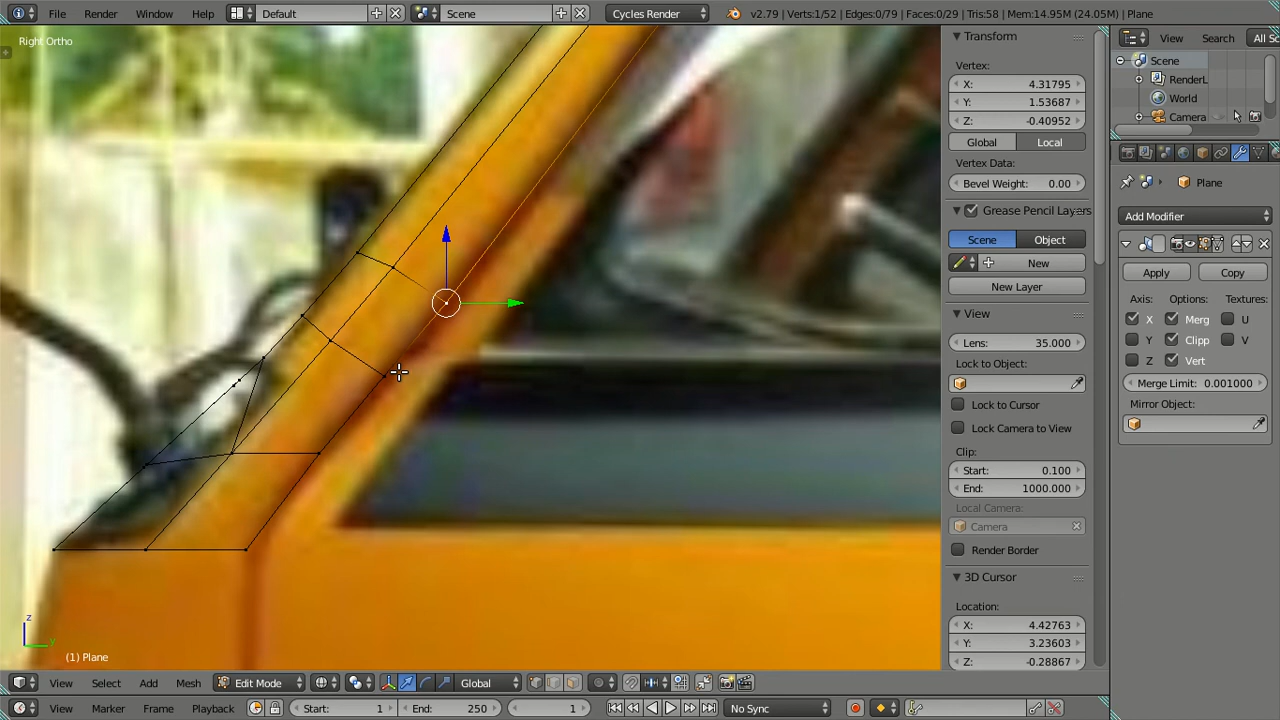 File Render Window Help Default Scene Cycles Render v2.79 | Verts:1/52 | Edges:0/79 | Faces:0/29 | Tris:58 | Mem:14.95M (24.05M) | Plane
Right Ortho
Transform
Vertex:
X: 4.31795
Y: 1.53687
Z: -0.40952
Global Local
Vertex Data:
Bevel Weight: 0.00
Grease Pencil Layers
Scene Object
New
New Layer
View
Lens: 35.000
Lock to Object:
Lock to Cursor
Lock Camera to View
Clip:
Start: 0.100
End: 1000.000
Local Camera:
Camera
Render Border
3D Cursor
Location:
X: 4.42763
Y: 3.23603
Z: -0.28867
View Search All Sc
Scene
RenderL
World
Camera
Plane
Add Modifier
Apply Copy
Axis: Options: Textures:
X Merg U
Y Clipp V
Z Vert
Merge Limit: 0.001000
Mirror Object:
z
y
(1) Plane
View Select Add Mesh Edit Mode Global
View Marker Frame Playback Start: 1 End: 250 1 No Sync